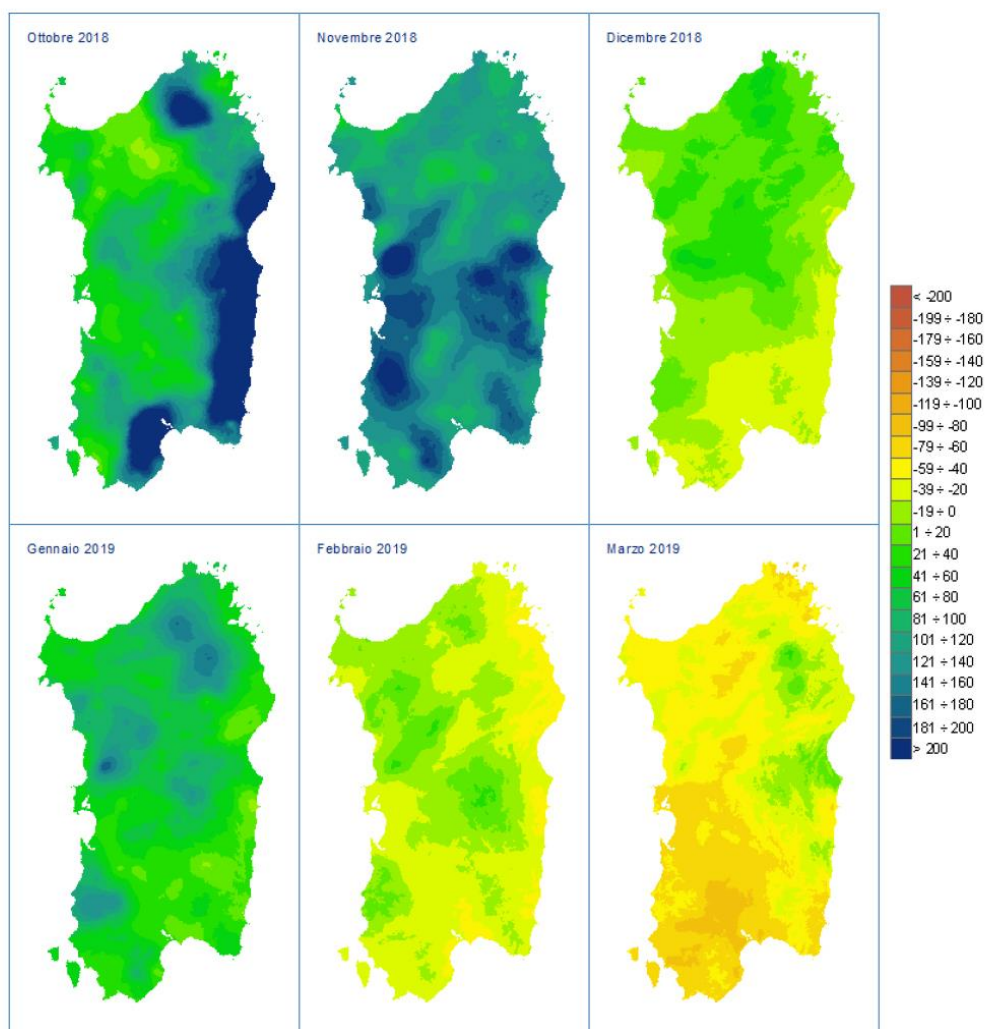 Ottobre 2018
Novembre 2018
Dicembre 2018
Gennaio 2019
Febbraio 2019
Marzo 2019
< -200
-199 ÷ -180
-179 ÷ -160
-159 ÷ -140
-139 ÷ -120
-119 ÷ -100
-99 ÷ -80
-79 ÷ -60
-59 ÷ -40
-39 ÷ -20
-19 ÷ 0
1 ÷ 20
21 ÷ 40
41 ÷ 60
61 ÷ 80
81 ÷ 100
101 ÷ 120
121 ÷ 140
141 ÷ 160
161 ÷ 180
181 ÷ 200
> 200